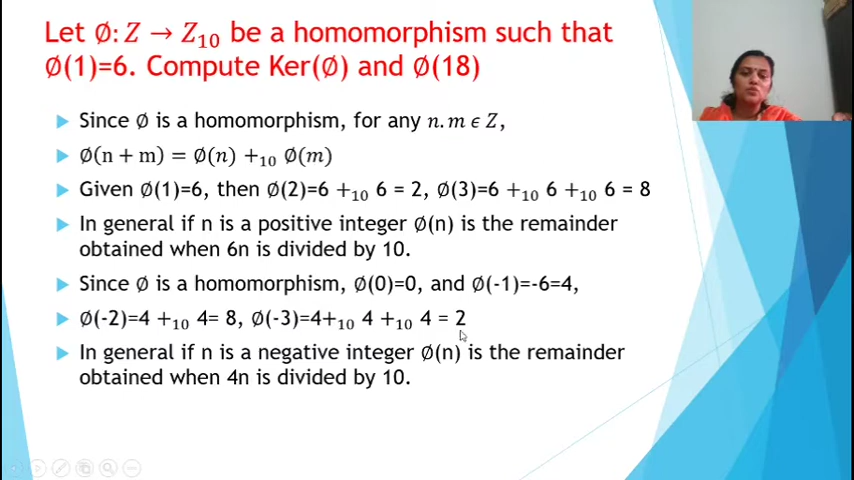 Let ∅: Z → Z₁₀ be a homomorphism such that
∅(1)=6. Compute Ker(∅) and ∅(18)
Since ∅ is a homomorphism, for any n.m ϵ Z,
∅(n + m) = ∅(n) +₁₀ ∅(m)
Given ∅(1)=6, then ∅(2)=6 +₁₀ 6 = 2, ∅(3)=6 +₁₀ 6 +₁₀ 6 = 8
In general if n is a positive integer ∅(n) is the remainder
obtained when 6n is divided by 10.
Since ∅ is a homomorphism, ∅(0)=0, and ∅(-1)=-6=4,
∅(-2)=4 +₁₀ 4= 8, ∅(-3)=4+₁₀ 4 +₁₀ 4 = 2
In general if n is a negative integer ∅(n) is the remainder
obtained when 4n is divided by 10.